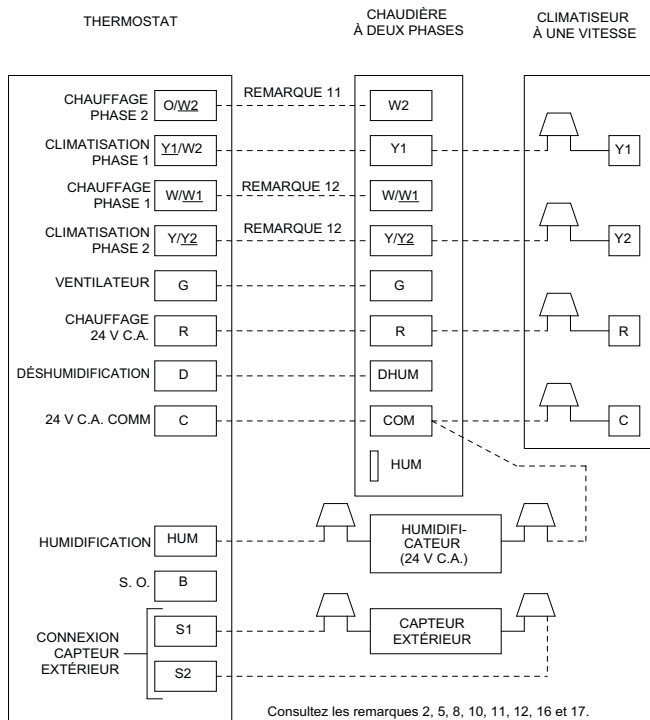 THERMOSTAT
CHAUDIÈRE
À DEUX PHASES
CLIMATISEUR
À UNE VITESSE
CHAUFFAGE
PHASE 2
O/W2
REMARQUE 11
W2
CLIMATISATION
PHASE 1
Y1/W2
Y1
Y1
CHAUFFAGE
PHASE 1
W/W1
REMARQUE 12
W/W1
CLIMATISATION
PHASE 2
Y/Y2
REMARQUE 12
Y/Y2
Y2
VENTILATEUR
G
G
CHAUFFAGE
24 V C.A.
R
R
R
DÉSHUMIDIFICATION
D
DHUM
24 V C.A. COMM
C
COM
C
HUM
HUMIDIFICATION
HUM
HUMIDIFI-
CATEUR
(24 V C.A.)
S. O.
B
CONNEXION
CAPTEUR
EXTÉRIEUR
S1
CAPTEUR
EXTÉRIEUR
S2
Consultez les remarques 2, 5, 8, 10, 11, 12, 16 et 17.